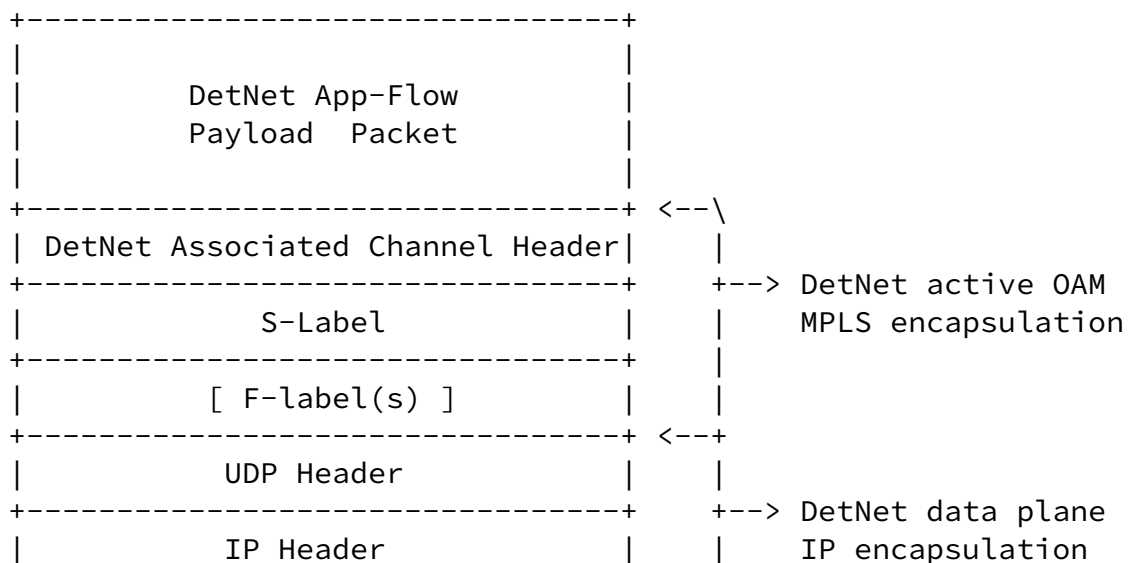 +---------------------------------+
|                                 |
|         DetNet App-Flow         |
|         Payload  Packet         |
|                                 |
+---------------------------------+ <--\
| DetNet Associated Channel Header|    |
+---------------------------------+    +--> DetNet active OAM
|             S-Label             |    |    MPLS encapsulation
+---------------------------------+    |
|          [ F-label(s) ]         |    |
+---------------------------------+ <--+
|           UDP Header            |    |
+---------------------------------+    +--> DetNet data plane
|           IP Header             |    |    IP encapsulation